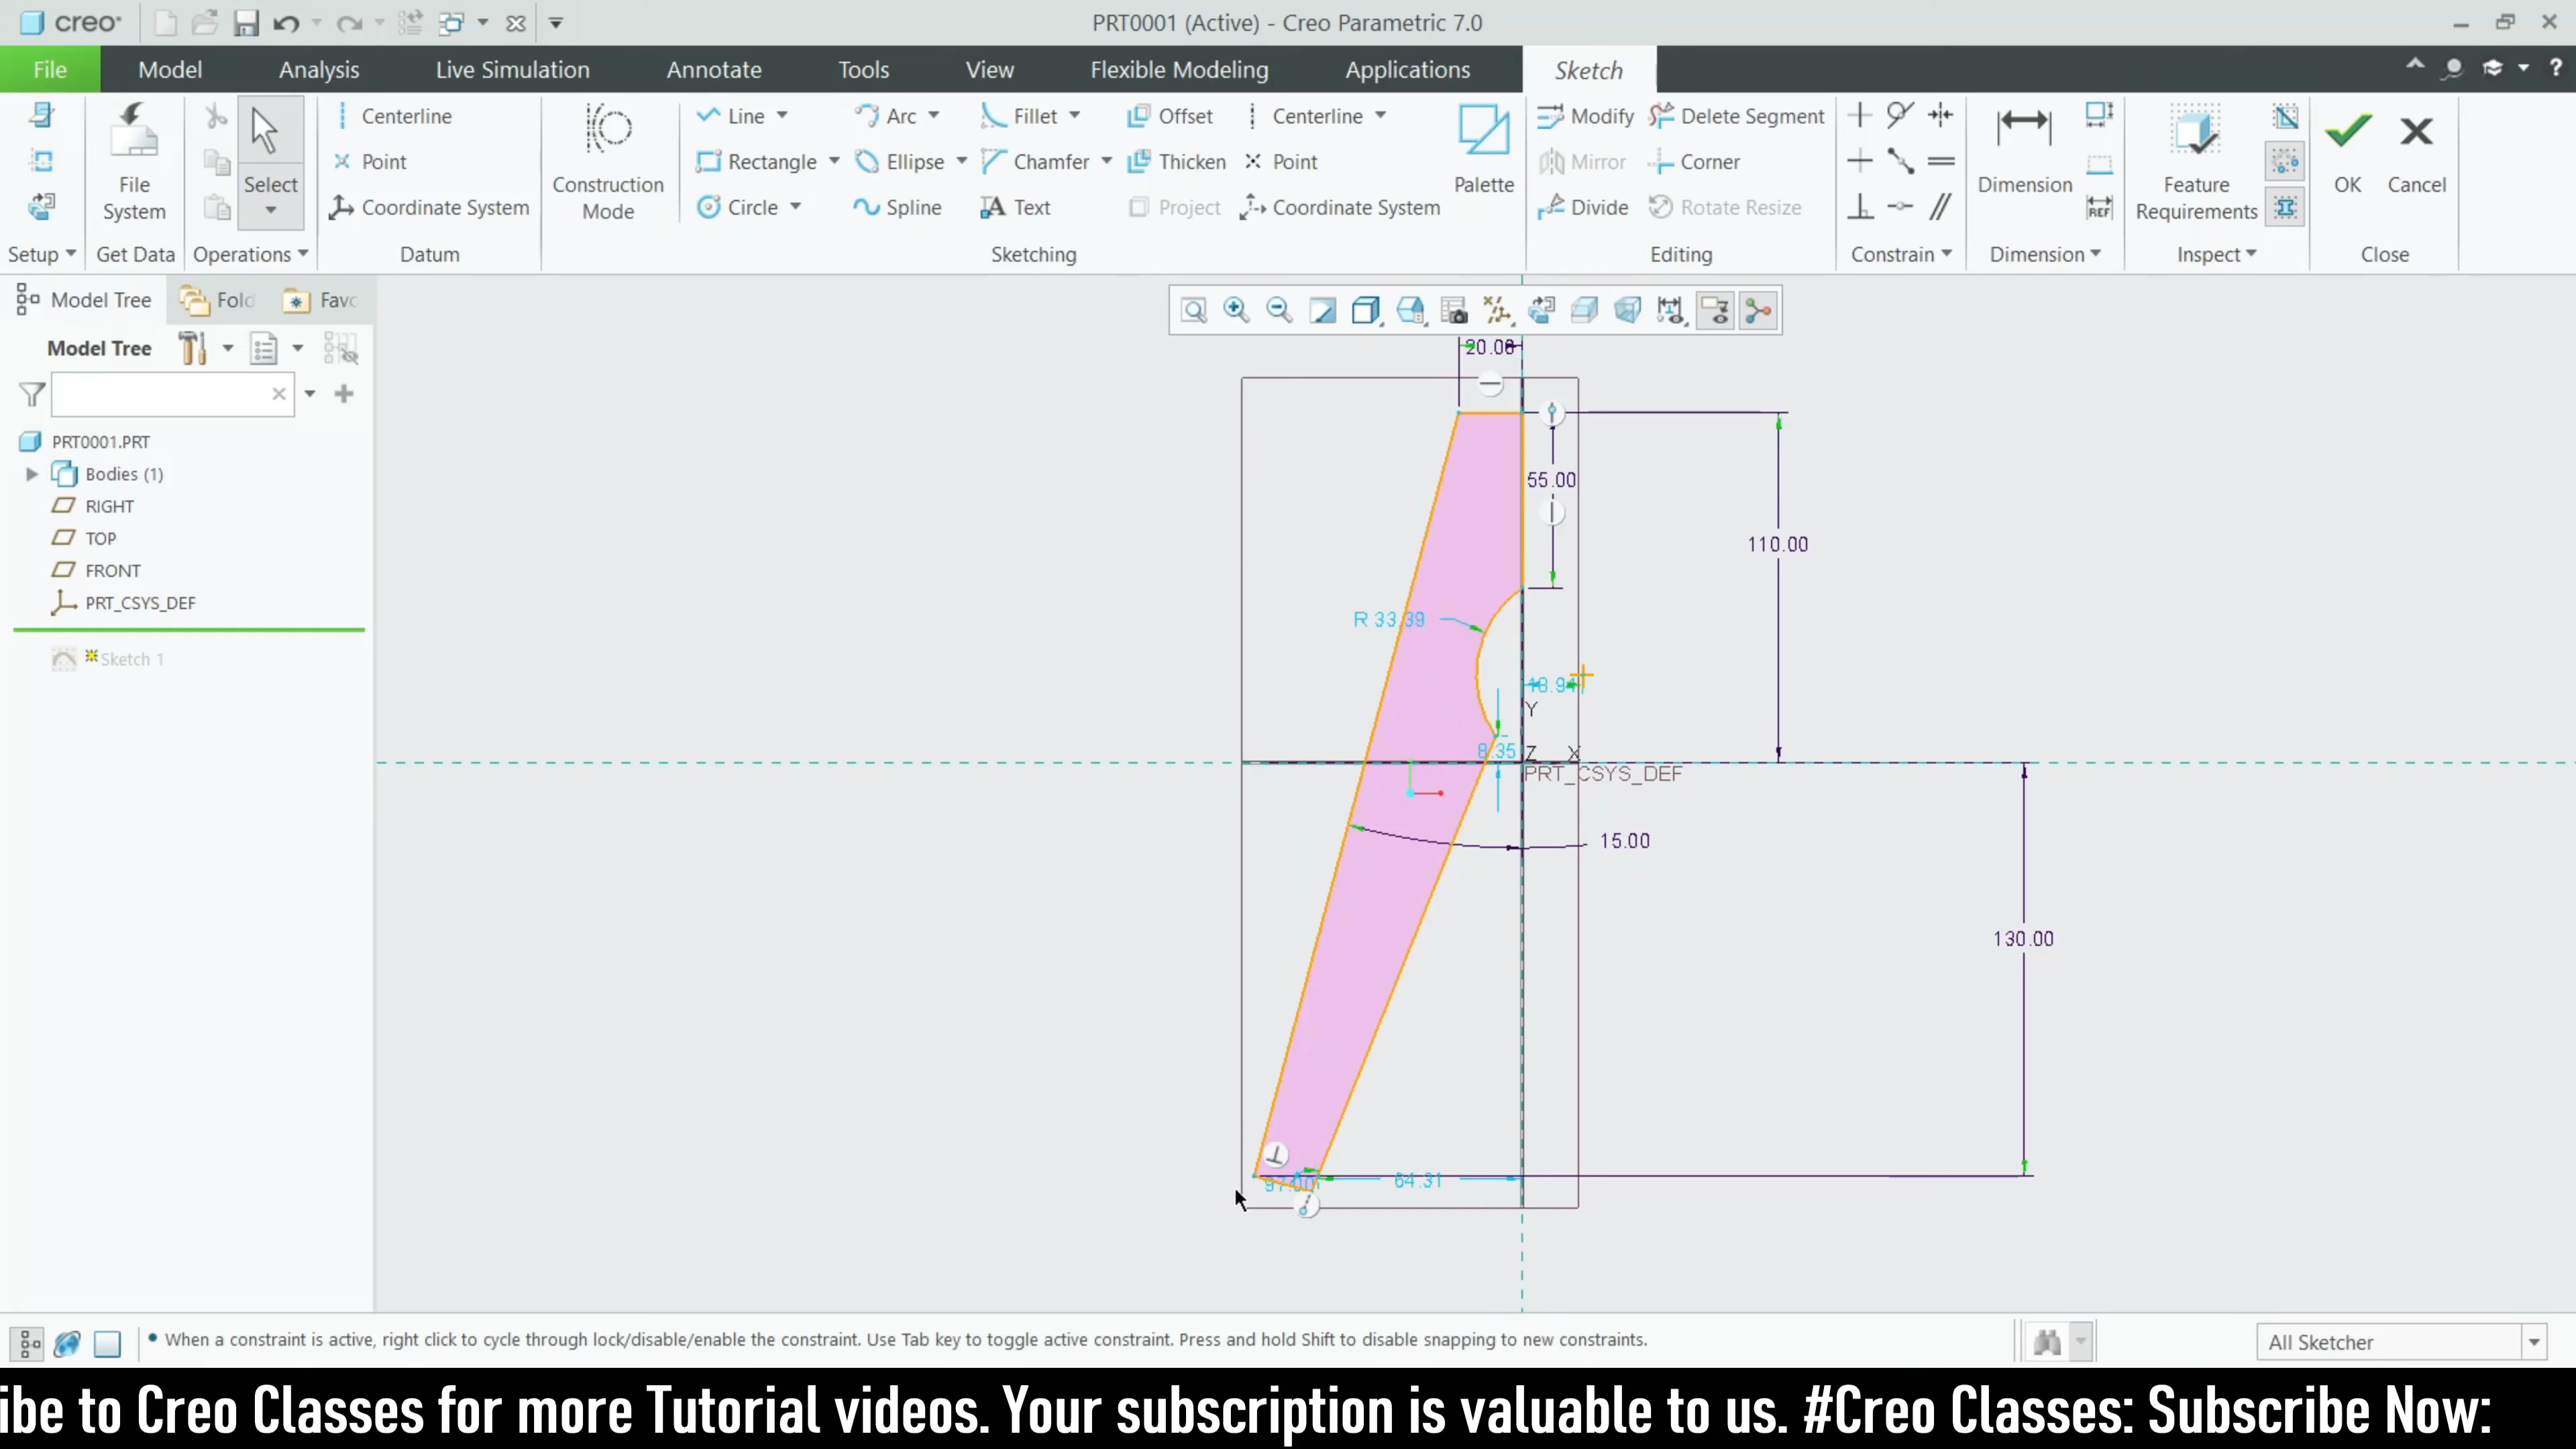 creo
PRT0001 (Active) - Creo Parametric 7.0
File Model Analysis Live Simulation Annotate Tools View Flexible Modeling Applications Sketch
File System
Select
Centerline
Point
Coordinate System
Construction Mode
Line Arc Fillet Offset Centerline
Rectangle Ellipse Chamfer Thicken Point
Circle Spline Text Project Coordinate System
Palette
Modify Delete Segment
Mirror Corner
Divide Rotate Resize
Dimension
REF
Feature Requirements
OK Cancel
Setup Get Data Operations Datum Sketching Editing Constrain Dimension Inspect Close
Model Tree Fold Favc
Model Tree
PRT0001.PRT
Bodies (1)
RIGHT
TOP
FRONT
PRT_CSYS_DEF
Sketch 1
55.00
110.00
R 33.39
Y
8.35 Z X
PRT_CSYS_DEF
15.00
130.00
64.31
When a constraint is active, right click to cycle through lock/disable/enable the constraint. Use Tab key to toggle active constraint. Press and hold Shift to disable snapping to new constraints.
All Sketcher
ibe to Creo Classes for more Tutorial videos. Your subscription is valuable to us. #Creo Classes: Subscribe Now: